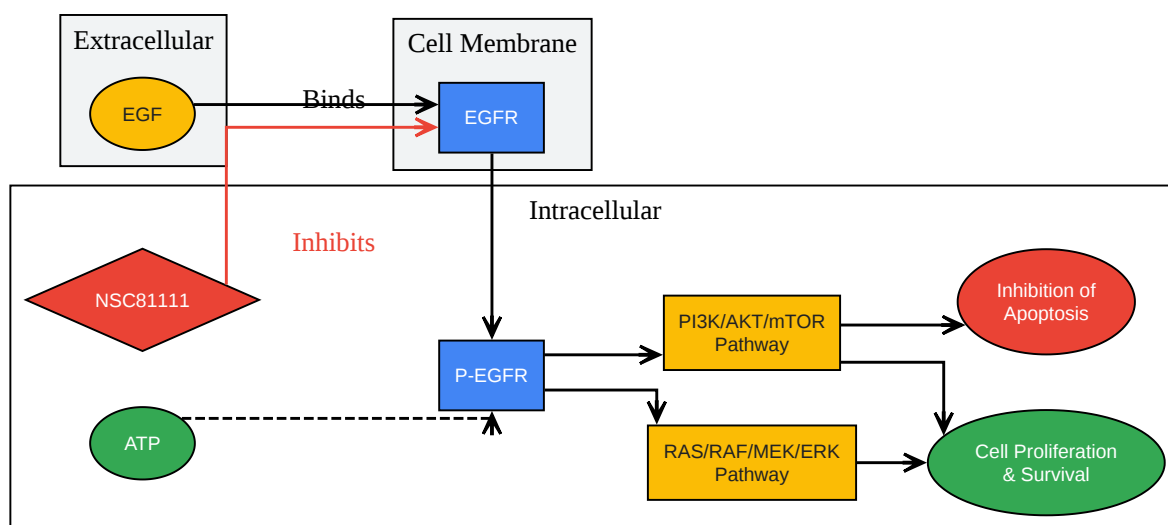 Extracellular
Cell Membrane
EGF
Binds
EGFR
Intracellular
Inhibits
NSC81111
Inhibition of
Apoptosis
PI3K/AKT/mTOR
Pathway
P-EGFR
ATP
RAS/RAF/MEK/ERK
Pathway
Cell Proliferation
& Survival